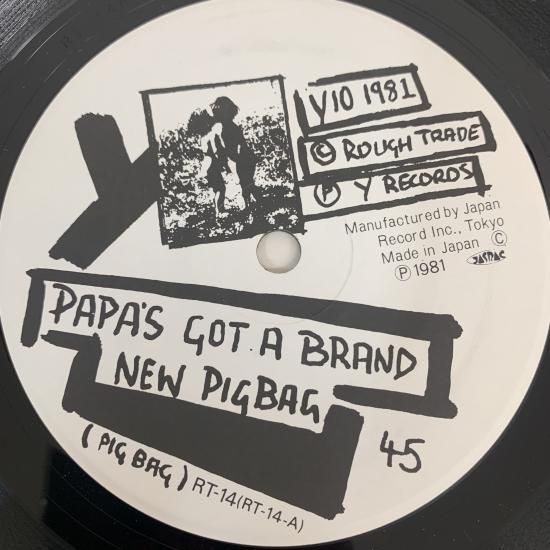 Y
Y10 1981
© ROUGH TRADE
℗ Y RECORDS
Manufactured by Japan
Record Inc., Tokyo
Made in Japan ©
℗ 1981 JASRAC
PAPA'S GOT A BRAND
NEW PIGBAG
45
(PIG BAG) RT-14(RT-14-A)